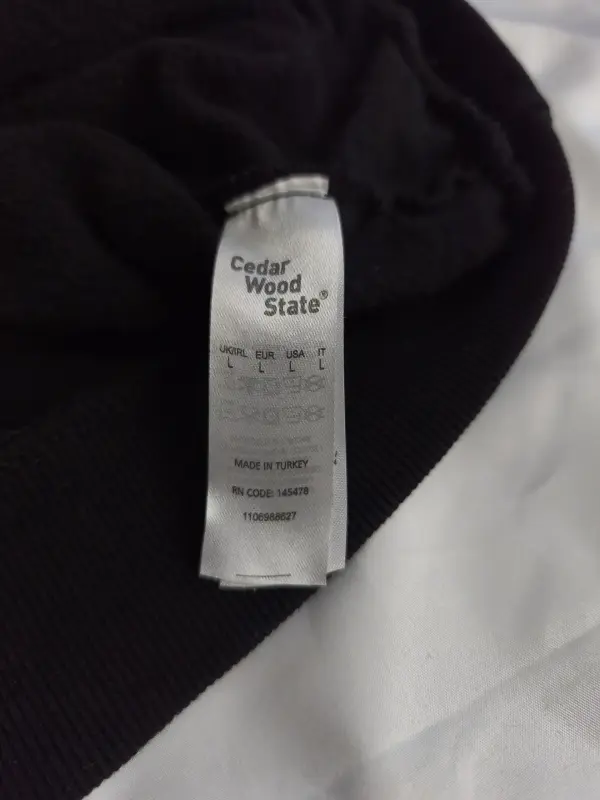 Cedar
Wood
State®
UK/IRL EUR USA IT
L L L L
MADE IN TURKEY
RN CODE: 145478
1106988627